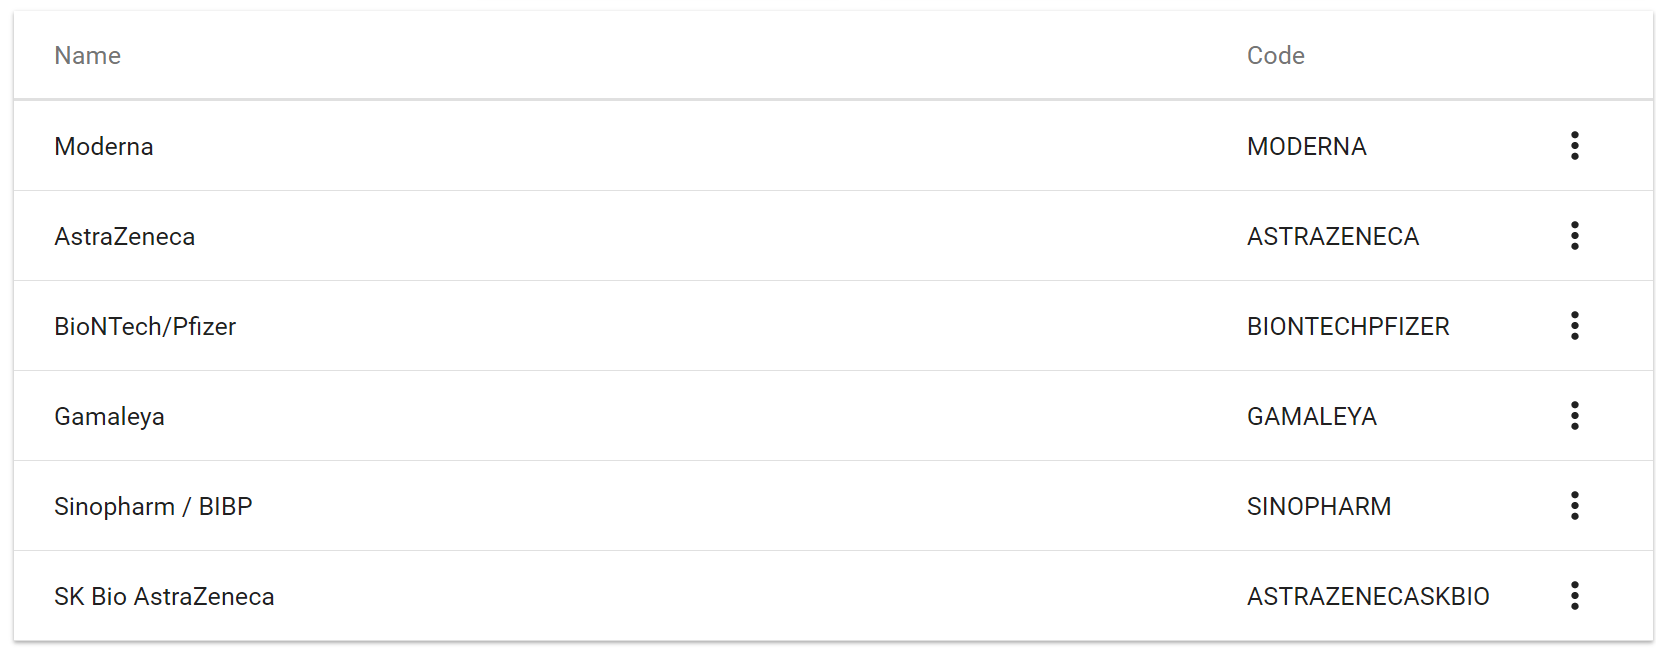 Name Code
Moderna MODERNA
AstraZeneca ASTRAZENECA
BioNTech/Pfizer BIONTECHPFIZER
Gamaleya GAMALEYA
Sinopharm / BIBP SINOPHARM
SK Bio AstraZeneca ASTRAZENECASKBIO